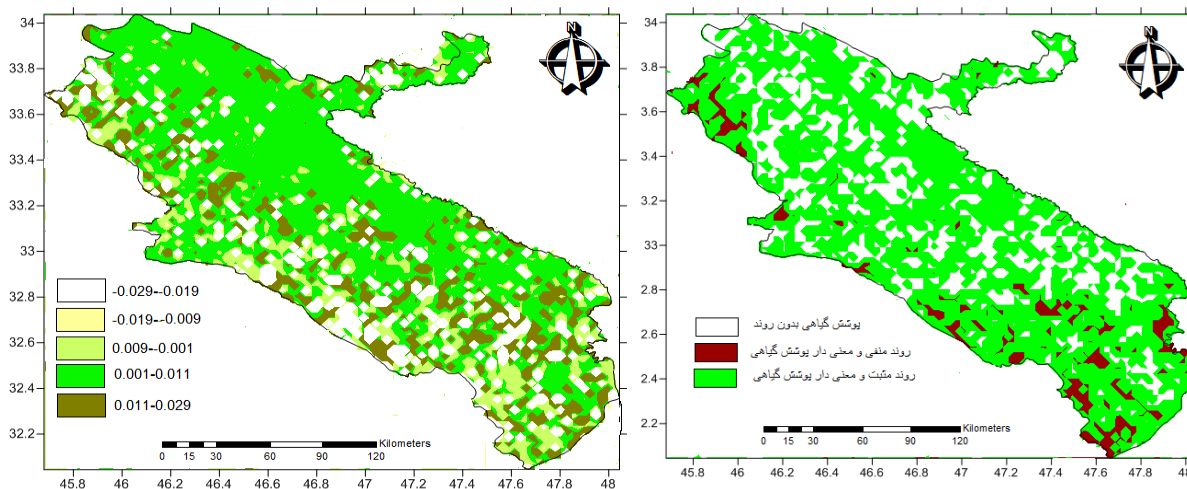 N
34
33.8
33.6
33.4
33.2
33
32.8
32.6
32.4
32.2
-0.029--0.019
-0.019--0.009
0.009--0.001
0.001-0.011
0.011-0.029
Kilometers
0 15 30 60 90 120
45.8 46 46.2 46.4 46.6 46.8 47 47.2 47.4 47.6 47.8 48
N
34
3.8
3.6
3.4
3.2
33
2.8
2.6
2.4
2.2
پوشش گیاهی بدون روند
روند منفی و معنی دار پوشش گیاهی
روند مثبت و معنی دار پوشش گیاهی
Kilometers
0 15 30 60 90 120
45.8 46 46.2 46.4 46.6 46.8 47 47.2 47.4 47.6 47.8 48